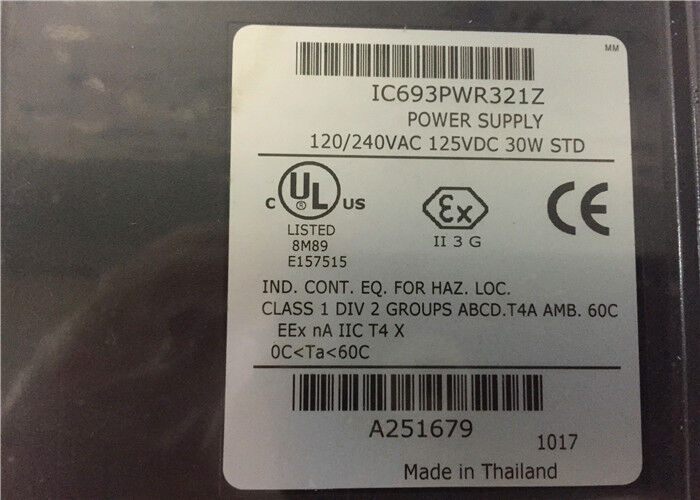 MM
IC693PWR321Z
POWER SUPPLY
120/240VAC 125VDC 30W STD
C UL ® US
LISTED
8M89
E157515
Ex
II 3 G
CE
IND. CONT. EQ. FOR HAZ. LOC.
CLASS 1 DIV 2 GROUPS ABCD.T4A AMB. 60C
EEx nA IIC T4 X
0C<Ta<60C
A251679
1017
Made in Thailand